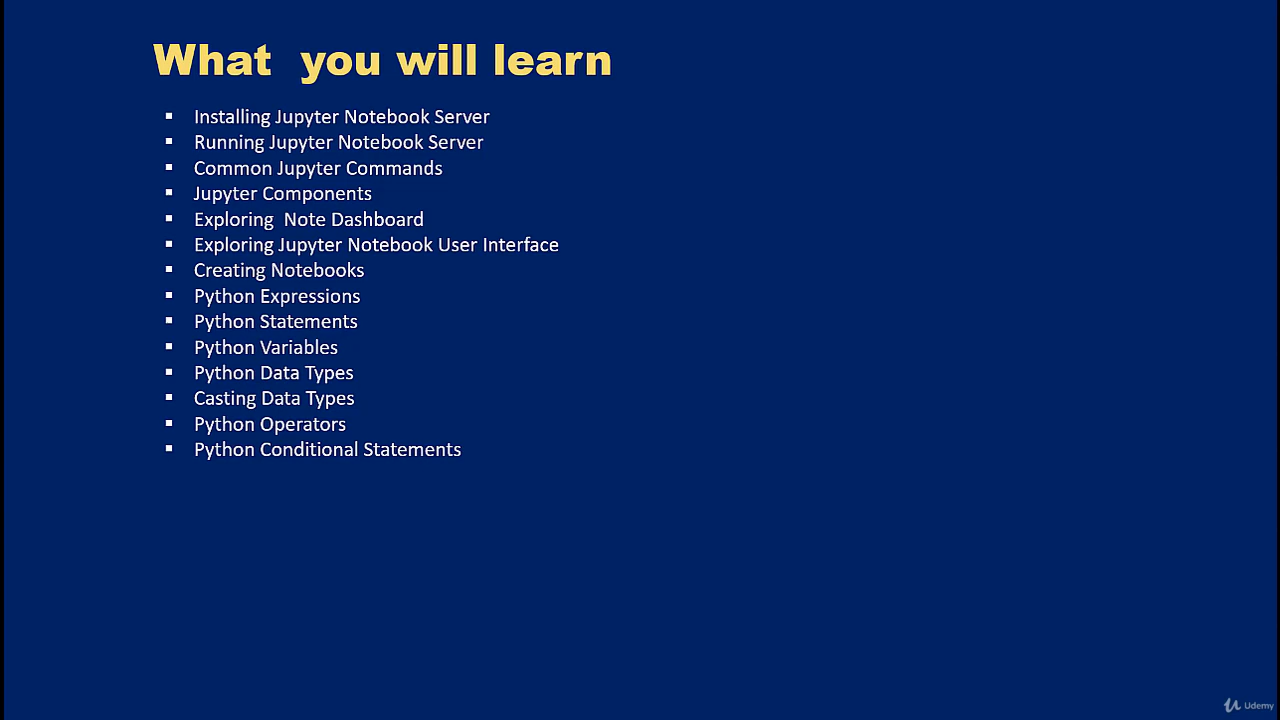 What  you will learn
▪ Installing Jupyter Notebook Server
▪ Running Jupyter Notebook Server
▪ Common Jupyter Commands
▪ Jupyter Components
▪ Exploring  Note Dashboard
▪ Exploring Jupyter Notebook User Interface
▪ Creating Notebooks
▪ Python Expressions
▪ Python Statements
▪ Python Variables
▪ Python Data Types
▪ Casting Data Types
▪ Python Operators
▪ Python Conditional Statements
Udemy